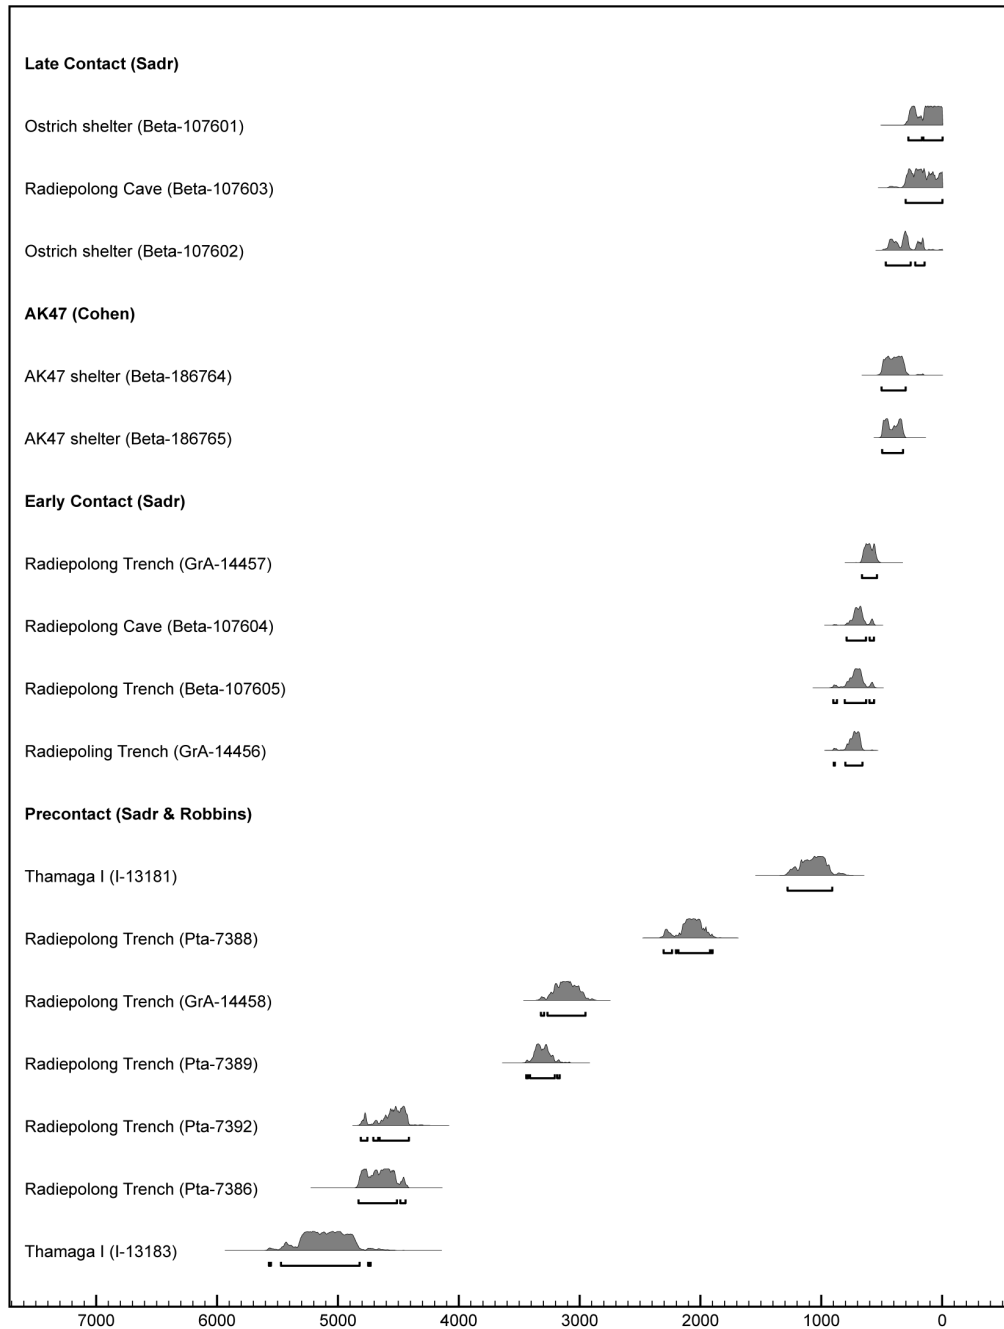 Late Contact (Sadr)
Ostrich shelter (Beta-107601)
Radiepolong Cave (Beta-107603)
Ostrich shelter (Beta-107602)
AK47 (Cohen)
AK47 shelter (Beta-186764)
AK47 shelter (Beta-186765)
Early Contact (Sadr)
Radiepolong Trench (GrA-14457)
Radiepolong Cave (Beta-107604)
Radiepolong Trench (Beta-107605)
Radiepoling Trench (GrA-14456)
Precontact (Sadr & Robbins)
Thamaga I (I-13181)
Radiepolong Trench (Pta-7388)
Radiepolong Trench (GrA-14458)
Radiepolong Trench (Pta-7389)
Radiepolong Trench (Pta-7392)
Radiepolong Trench (Pta-7386)
Thamaga I (I-13183)
7000 6000 5000 4000 3000 2000 1000 0